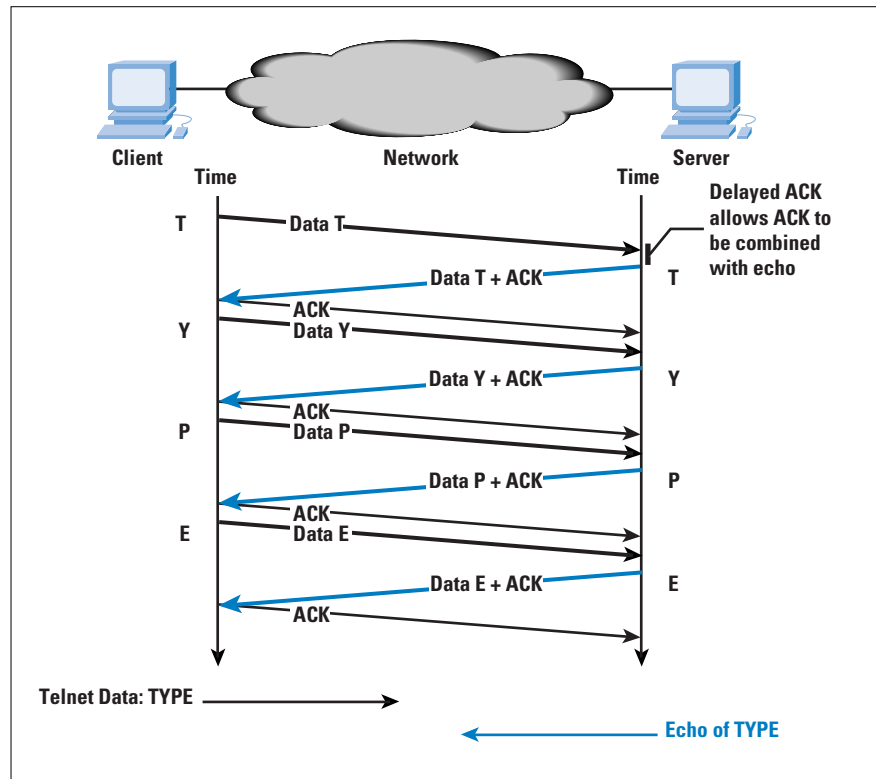 Client
Network
Server
Time
Time
Delayed ACK
allows ACK to
be combined
with echo
T
Data T
Data T + ACK
T
ACK
Y
Data Y
Data Y + ACK
Y
ACK
P
Data P
Data P + ACK
P
ACK
E
Data E
Data E + ACK
E
ACK
Telnet Data: TYPE
Echo of TYPE